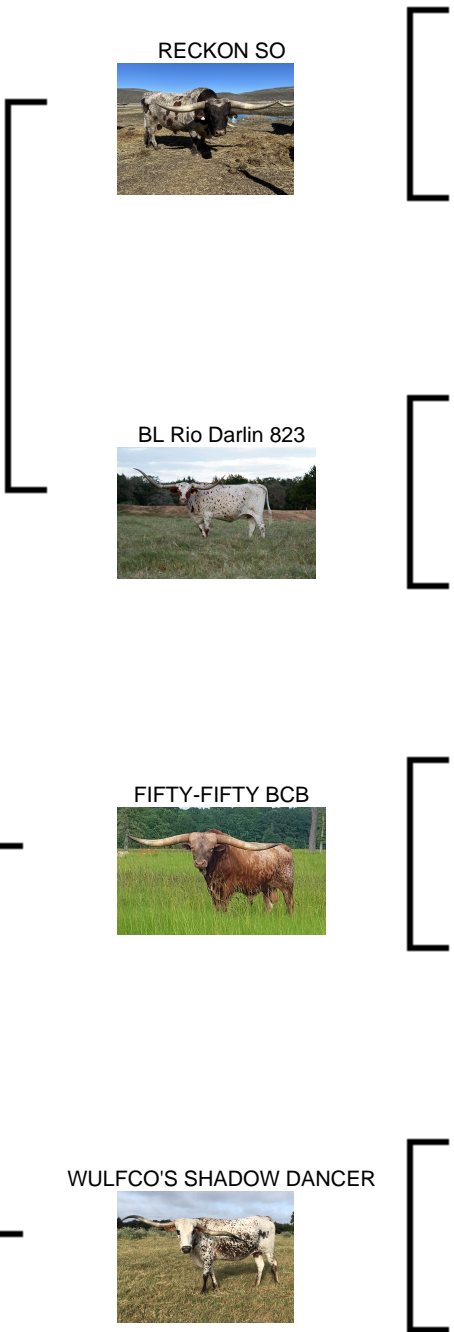 RECKON SO
BL Rio Darlin 823
FIFTY-FIFTY BCB
WULFCO'S SHADOW DANCER